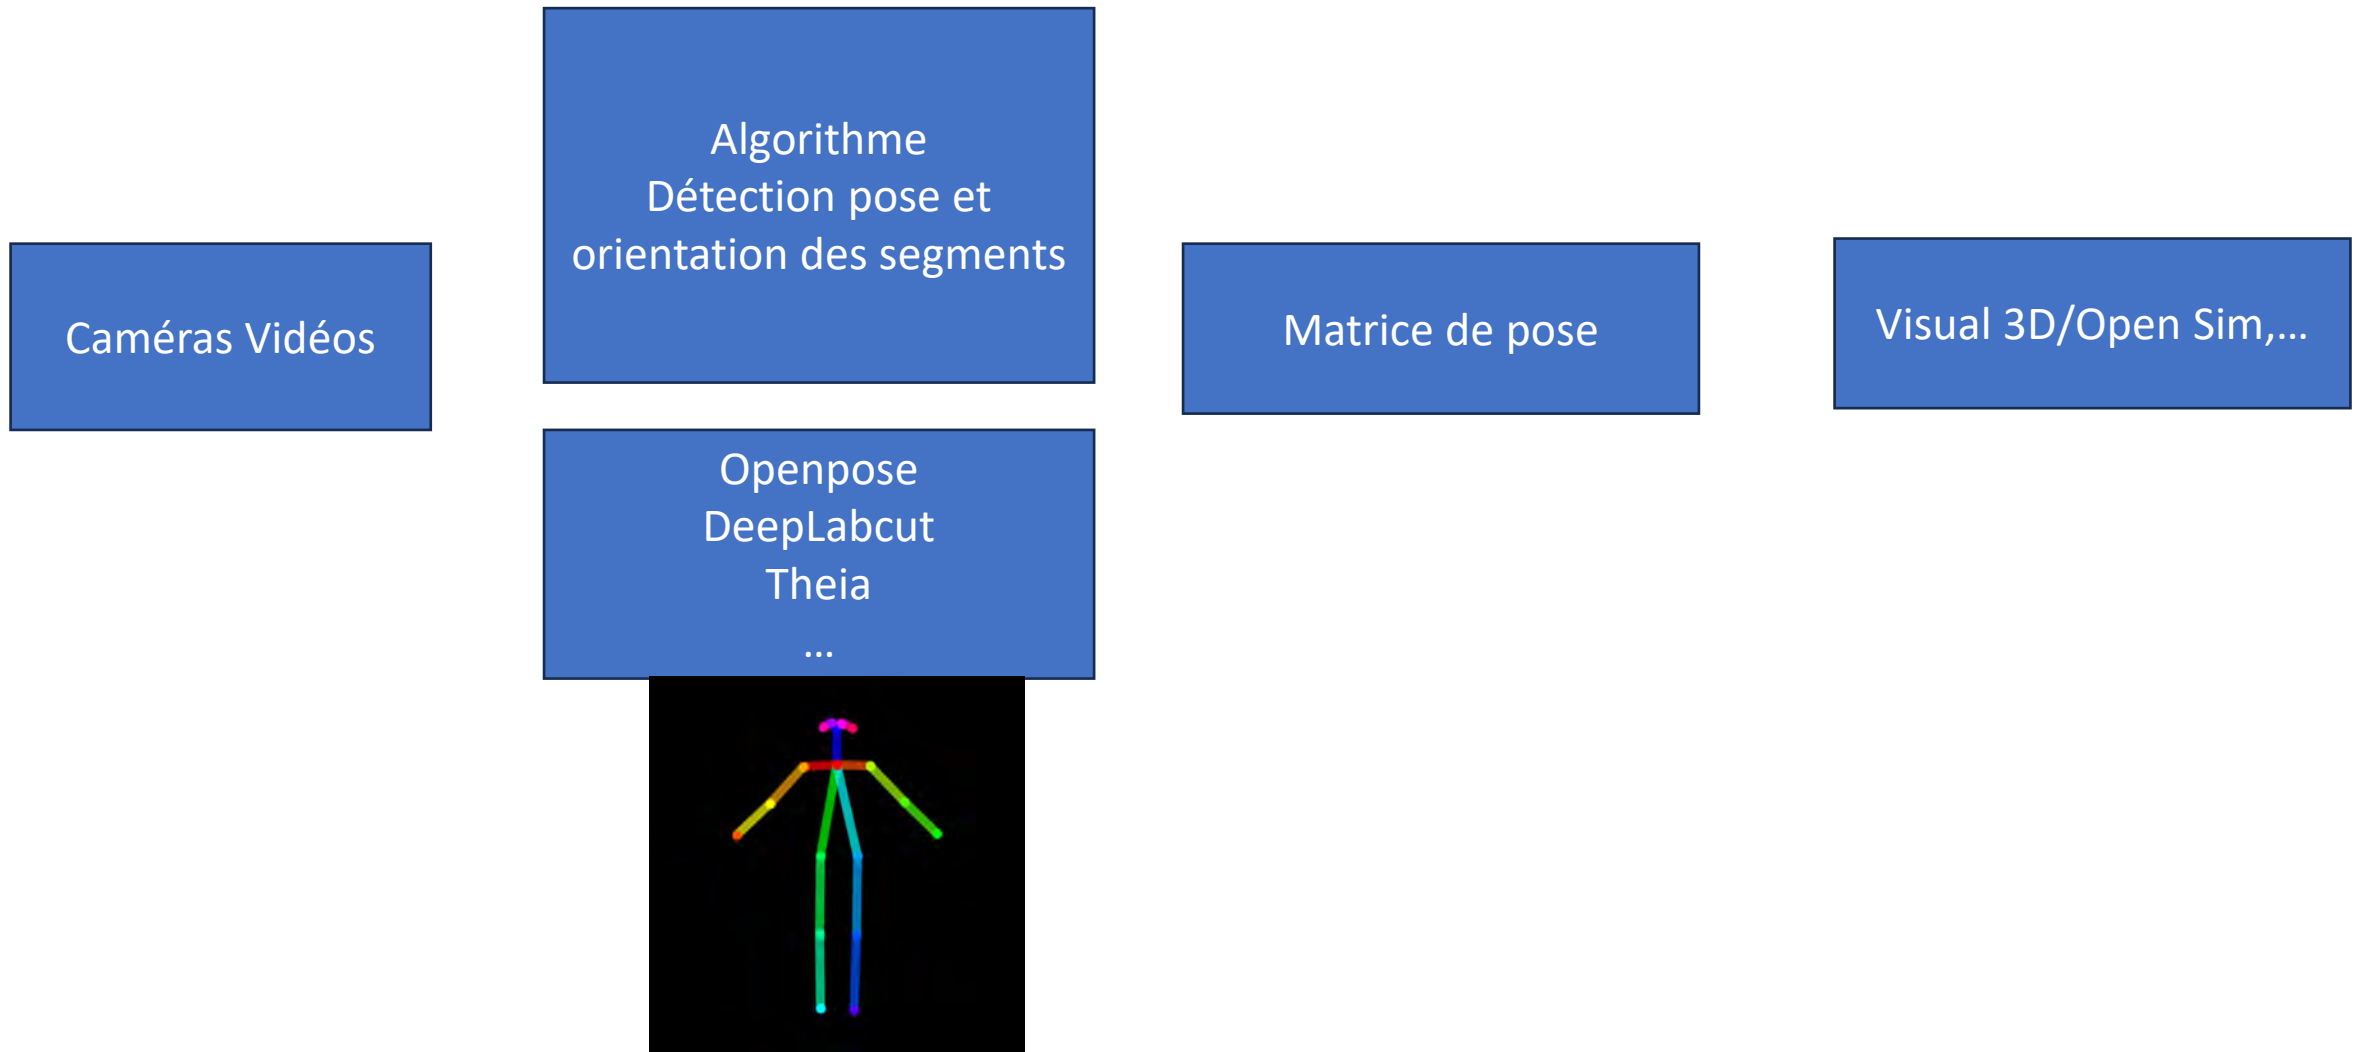 Caméras Vidéos
Algorithme
Détection pose et
orientation des segments
Openpose
DeepLabcut
Theia
...
Matrice de pose
Visual 3D/Open Sim,...